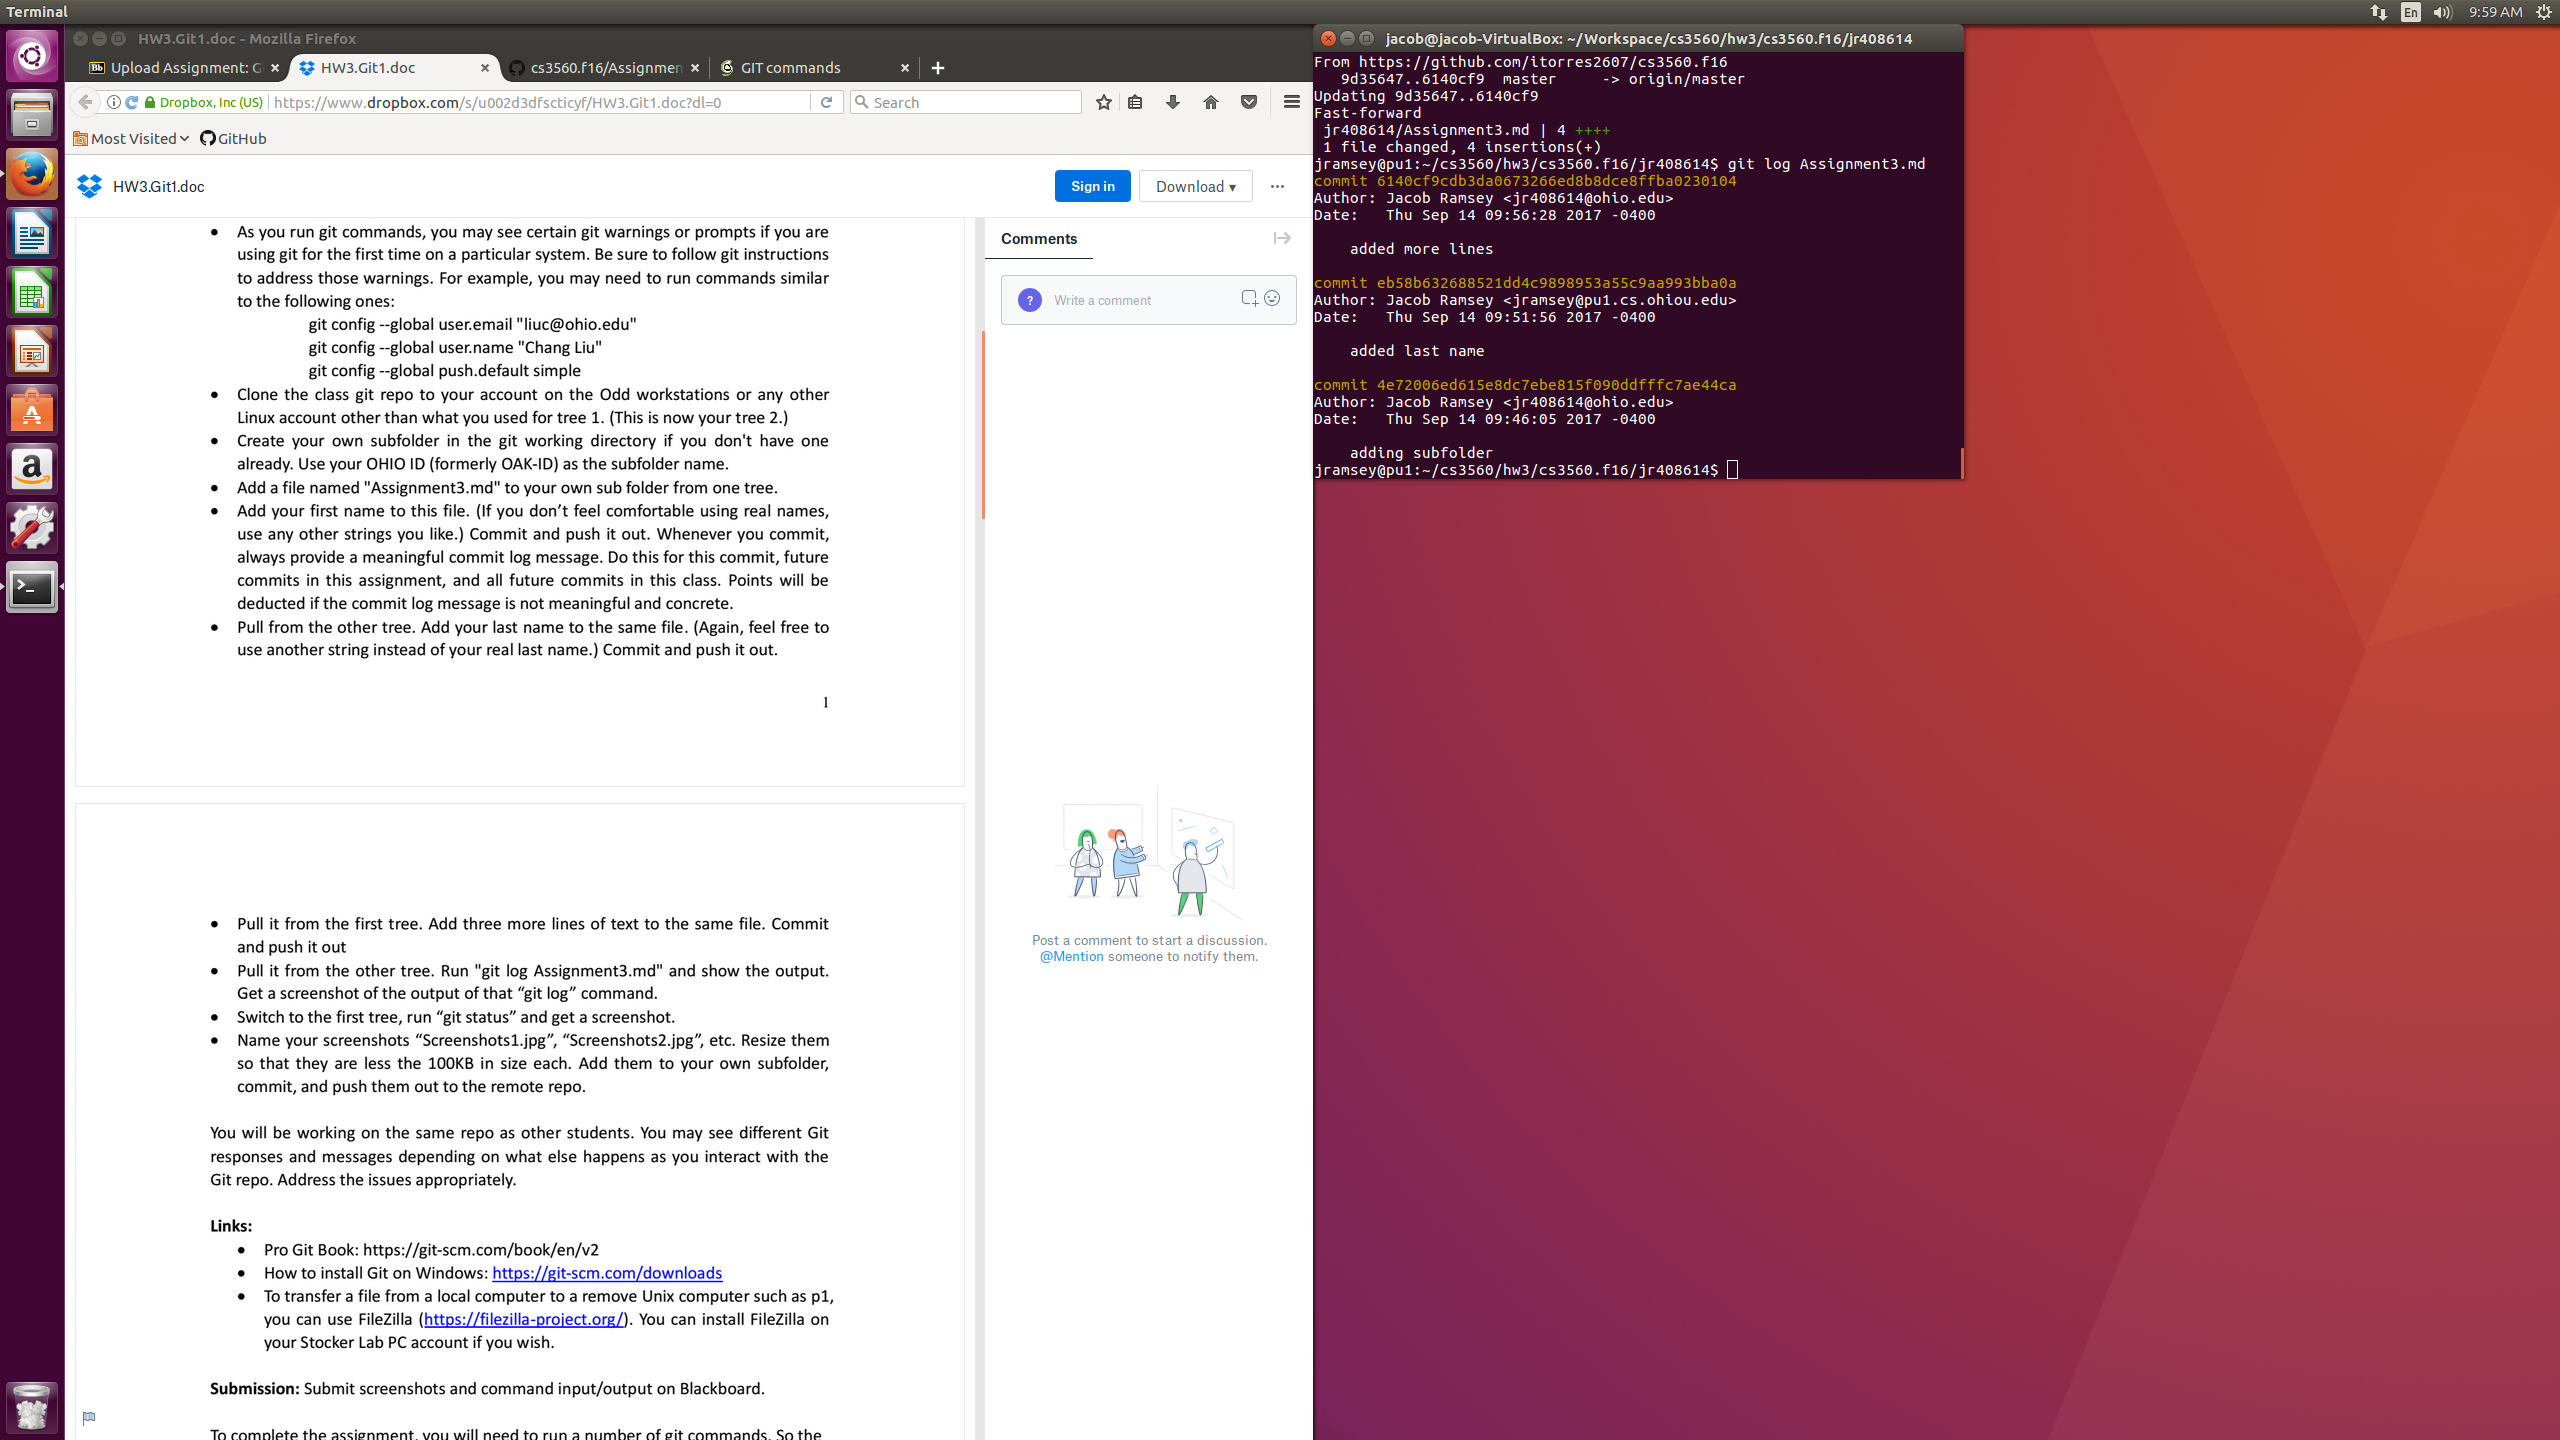 Terminal
En
9:59 AM
HW3.Git1.doc - Mozilla Firefox
Bb Upload Assignment: G
HW3.Git1.doc
cs3560.f16/Assignmen
GIT commands
Dropbox, Inc (US)
https://www.dropbox.com/s/u002d3dfscticyf/HW3.Git1.doc?dl=0
Search
Most Visited
GitHub
HW3.Git1.doc
Sign in
Download ▾
• As you run git commands, you may see certain git warnings or prompts if you are
using git for the first time on a particular system. Be sure to follow git instructions
to address those warnings. For example, you may need to run commands similar
to the following ones:
git config --global user.email "liuc@ohio.edu"
git config --global user.name "Chang Liu"
git config --global push.default simple
• Clone the class git repo to your account on the Odd workstations or any other
Linux account other than what you used for tree 1. (This is now your tree 2.)
• Create your own subfolder in the git working directory if you don't have one
already. Use your OHIO ID (formerly OAK-ID) as the subfolder name.
• Add a file named "Assignment3.md" to your own sub folder from one tree.
• Add your first name to this file. (If you don’t feel comfortable using real names,
use any other strings you like.) Commit and push it out. Whenever you commit,
always provide a meaningful commit log message. Do this for this commit, future
commits in this assignment, and all future commits in this class. Points will be
deducted if the commit log message is not meaningful and concrete.
• Pull from the other tree. Add your last name to the same file. (Again, feel free to
use another string instead of your real last name.) Commit and push it out.
1
• Pull it from the first tree. Add three more lines of text to the same file. Commit
and push it out
• Pull it from the other tree. Run "git log Assignment3.md" and show the output.
Get a screenshot of the output of that “git log” command.
• Switch to the first tree, run “git status” and get a screenshot.
• Name your screenshots “Screenshots1.jpg”, “Screenshots2.jpg”, etc. Resize them
so that they are less the 100KB in size each. Add them to your own subfolder,
commit, and push them out to the remote repo.
You will be working on the same repo as other students. You may see different Git
responses and messages depending on what else happens as you interact with the
Git repo. Address the issues appropriately.
Links:
• Pro Git Book: https://git-scm.com/book/en/v2
• How to install Git on Windows: https://git-scm.com/downloads
• To transfer a file from a local computer to a remove Unix computer such as p1,
you can use FileZilla (https://filezilla-project.org/). You can install FileZilla on
your Stocker Lab PC account if you wish.
Submission: Submit screenshots and command input/output on Blackboard.
To complete the assignment, you will need to run a number of git commands. So the
Comments
? Write a comment
Post a comment to start a discussion.
@Mention someone to notify them.
jacob@jacob-VirtualBox: ~/Workspace/cs3560/hw3/cs3560.f16/jr408614
From https://github.com/itorres2607/cs3560.f16
9d35647..6140cf9 master -> origin/master
Updating 9d35647..6140cf9
Fast-forward
jr408614/Assignment3.md | 4 ++++
1 file changed, 4 insertions(+)
jramsey@pu1:~/cs3560/hw3/cs3560.f16/jr408614$ git log Assignment3.md
commit 6140cf9cdb3da0673266ed8b8dce8ffba0230104
Author: Jacob Ramsey <jr408614@ohio.edu>
Date: Thu Sep 14 09:56:28 2017 -0400
added more lines
commit eb58b632688521dd4c9898953a55c9aa993bba0a
Author: Jacob Ramsey <jramsey@pu1.cs.ohiou.edu>
Date: Thu Sep 14 09:51:56 2017 -0400
added last name
commit 4e72006ed615e8dc7ebe815f090ddfffc7ae44ca
Author: Jacob Ramsey <jr408614@ohio.edu>
Date: Thu Sep 14 09:46:05 2017 -0400
adding subfolder
jramsey@pu1:~/cs3560/hw3/cs3560.f16/jr408614$